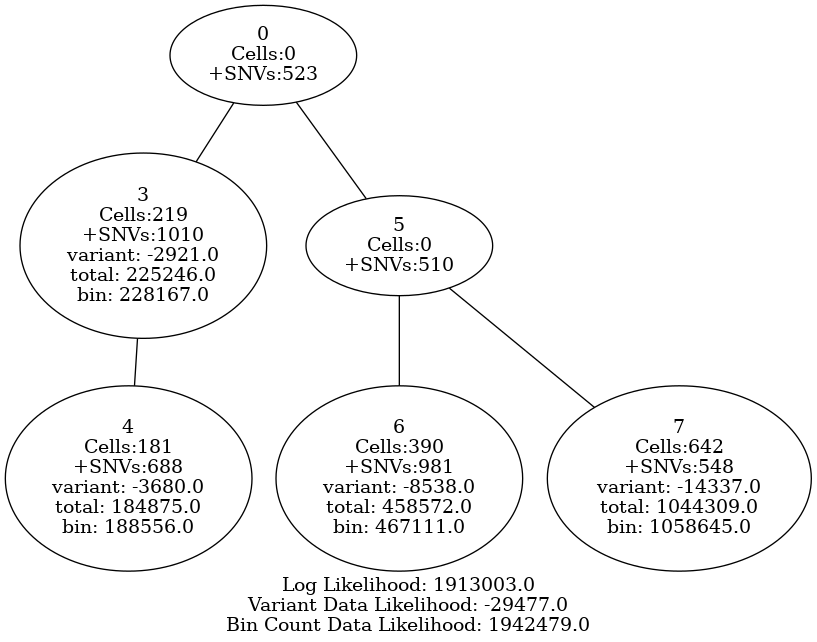 0
Cells:0
+SNVs:523
3
Cells:219
+SNVs:1010
variant: -2921.0
total: 225246.0
bin: 228167.0
5
Cells:0
+SNVs:510
4
Cells:181
+SNVs:688
variant: -3680.0
total: 184875.0
bin: 188556.0
6
Cells:390
+SNVs:981
variant: -8538.0
total: 458572.0
bin: 467111.0
7
Cells:642
+SNVs:548
variant: -14337.0
total: 1044309.0
bin: 1058645.0
Log Likelihood: 1913003.0
Variant Data Likelihood: -29477.0
Bin Count Data Likelihood: 1942479.0